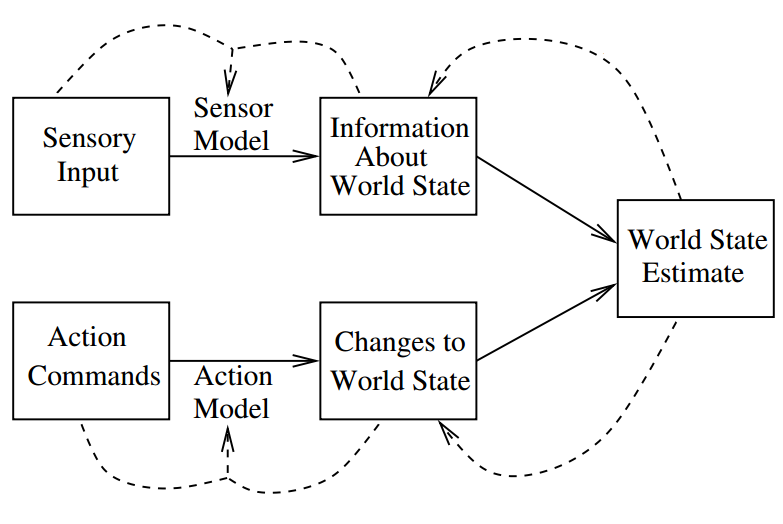 Sensory
Input
Sensor
Model
Information
About
World State
World State
Estimate
Action
Commands
Action
Model
Changes to
World State